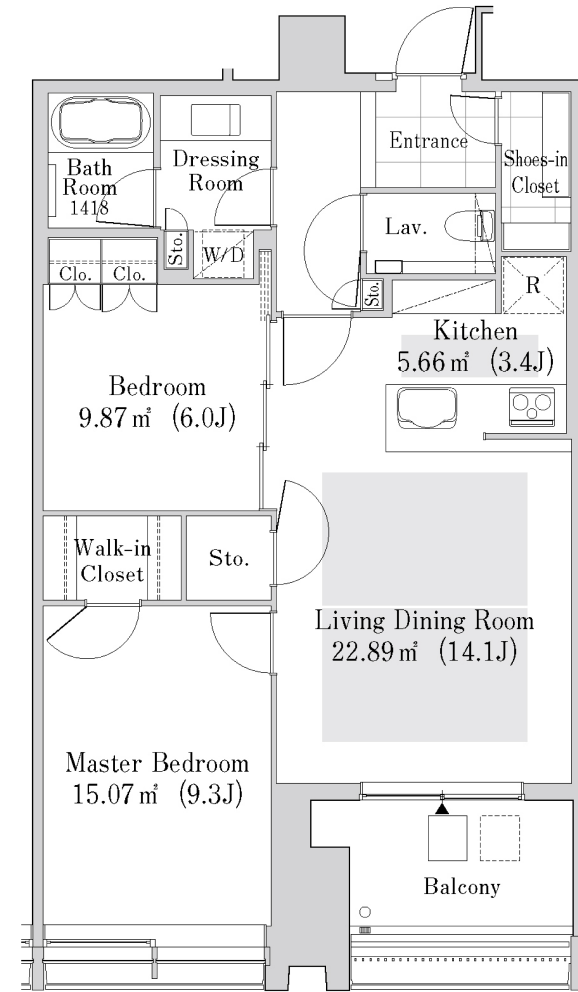 Entrance
Shoes-in
Closet
Bath
Room
1418
Dressing
Room
Lav.
Sto.
W/D
Clo.
Clo.
Sto.
R
Kitchen
5.66㎡ (3.4J)
Bedroom
9.87㎡ (6.0J)
Walk-in
Closet
Sto.
Living Dining Room
22.89㎡ (14.1J)
Master Bedroom
15.07㎡ (9.3J)
Balcony